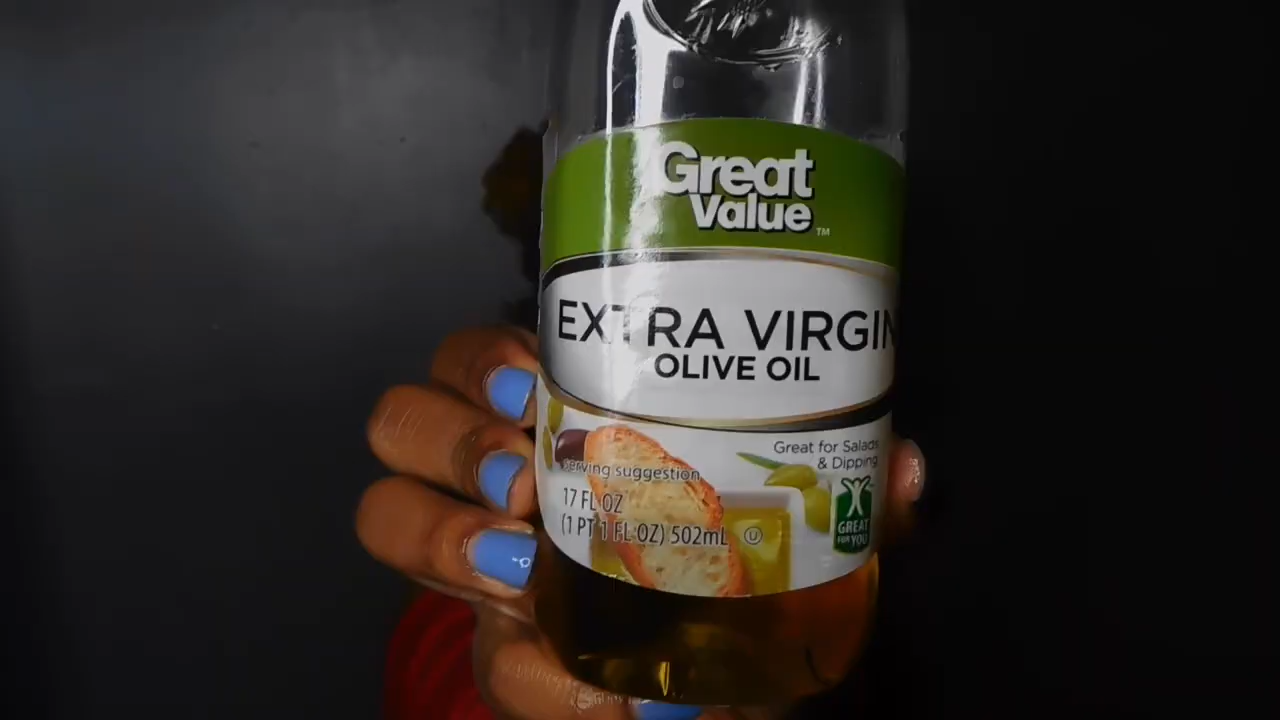 Great
Value
TM
EXTRA VIRGIN
OLIVE OIL
Great for Salads
& Dipping
serving suggestion
17 FL OZ
(1 PT 1 FL OZ) 502mL
U
GREAT
FOR YOU